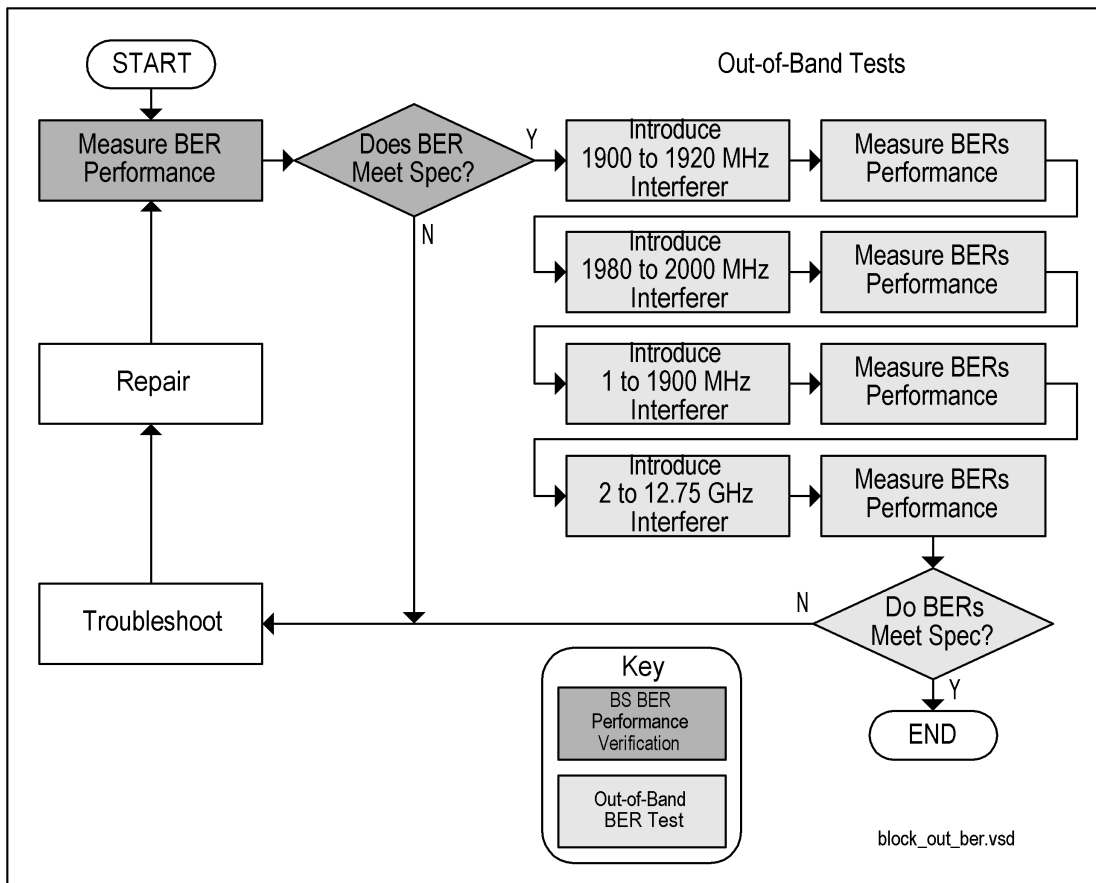 START
Out-of-Band Tests
Measure BER
Performance
Does BER
Meet Spec?
Y
N
Introduce
1900 to 1920 MHz
Interferer
Measure BERs
Performance
Introduce
1980 to 2000 MHz
Interferer
Measure BERs
Performance
Introduce
1 to 1900 MHz
Interferer
Measure BERs
Performance
Introduce
2 to 12.75 GHz
Interferer
Measure BERs
Performance
Do BERs
Meet Spec?
N
Y
END
Repair
Troubleshoot
Key
BS BER
Performance
Verification
Out-of-Band
BER Test
block_out_ber.vsd